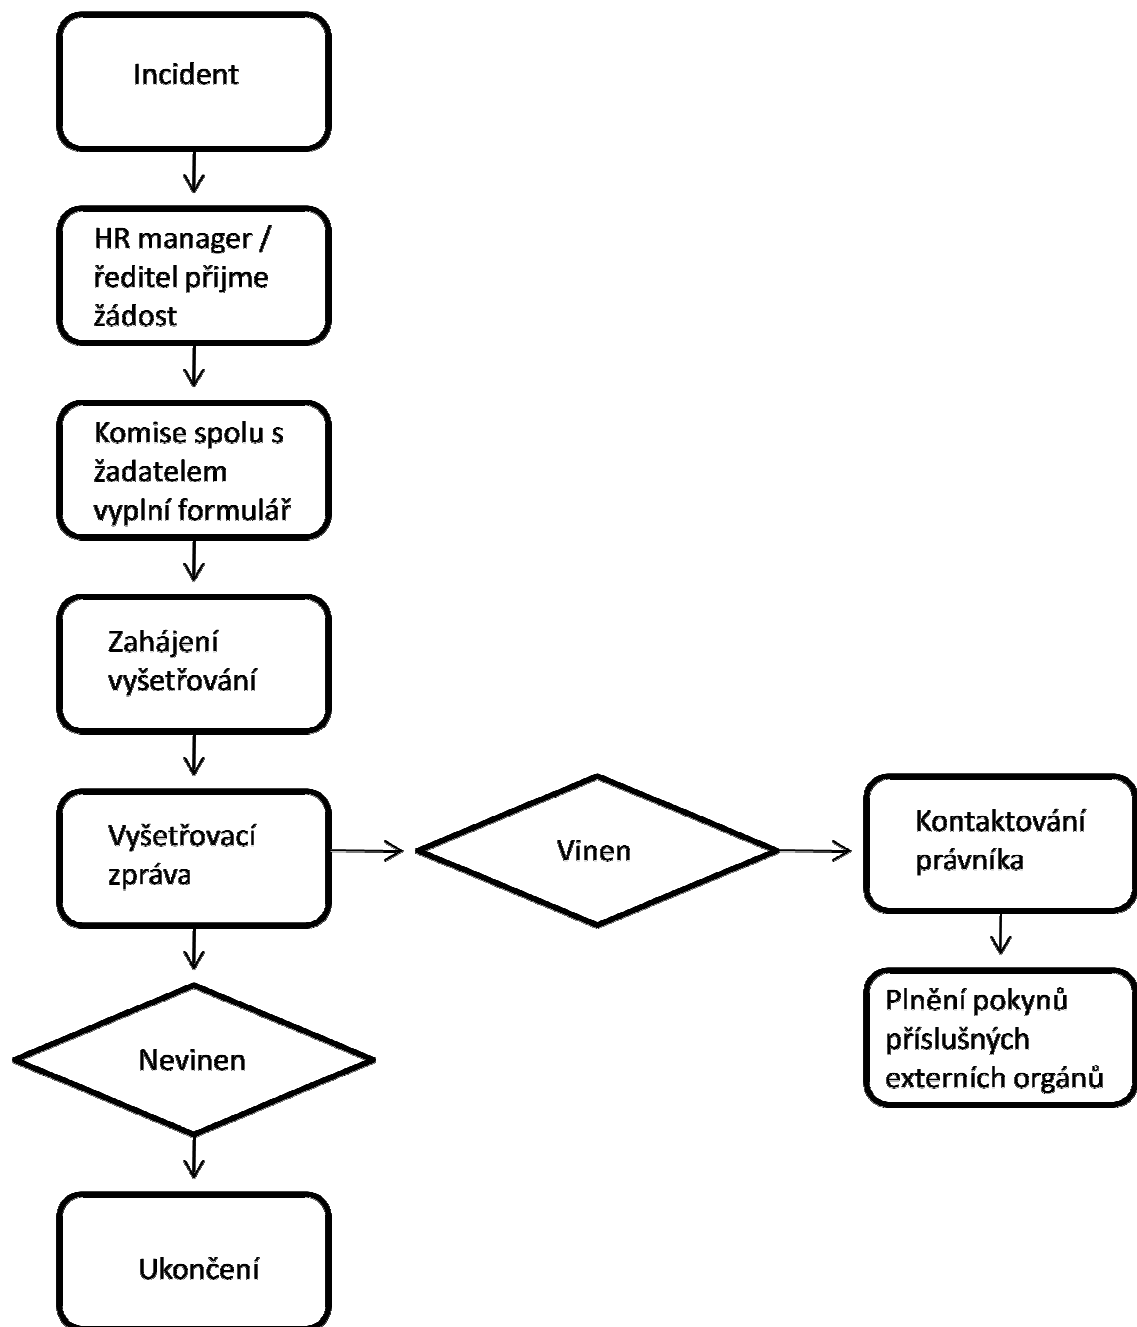 Incident
HR manager /
ředitel přijme
žádost
Komise spolu s
žadatelem
vyplní formulář
Zahájení
vyšetřování
Vyšetřovací
zpráva
Vinen
Kontaktování
právníka
Plnění pokynů
příslušných
externích orgánů
Nevinen
Ukončení